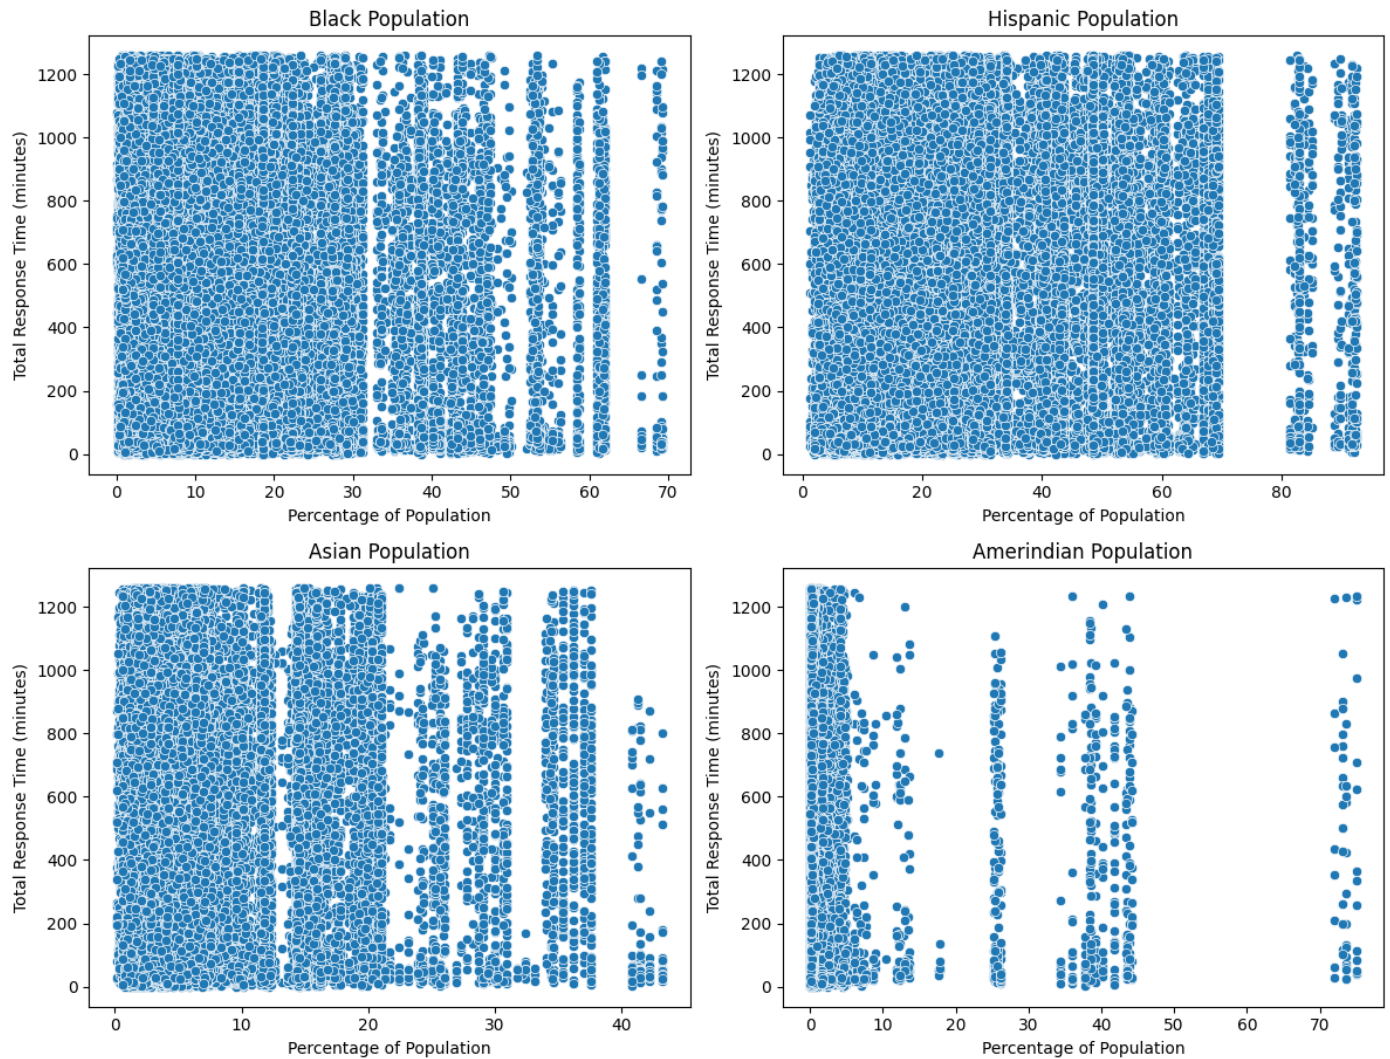 Black Population
Hispanic Population
Total Response Time (minutes)
1200
1000
800
600
400
200
0
0 10 20 30 40 50 60 70
Percentage of Population
Total Response Time (minutes)
1200
1000
800
600
400
200
0
0 20 40 60 80
Percentage of Population
Asian Population
Amerindian Population
Total Response Time (minutes)
1200
1000
800
600
400
200
0
0 10 20 30 40
Percentage of Population
Total Response Time (minutes)
1200
1000
800
600
400
200
0
0 10 20 30 40 50 60 70
Percentage of Population